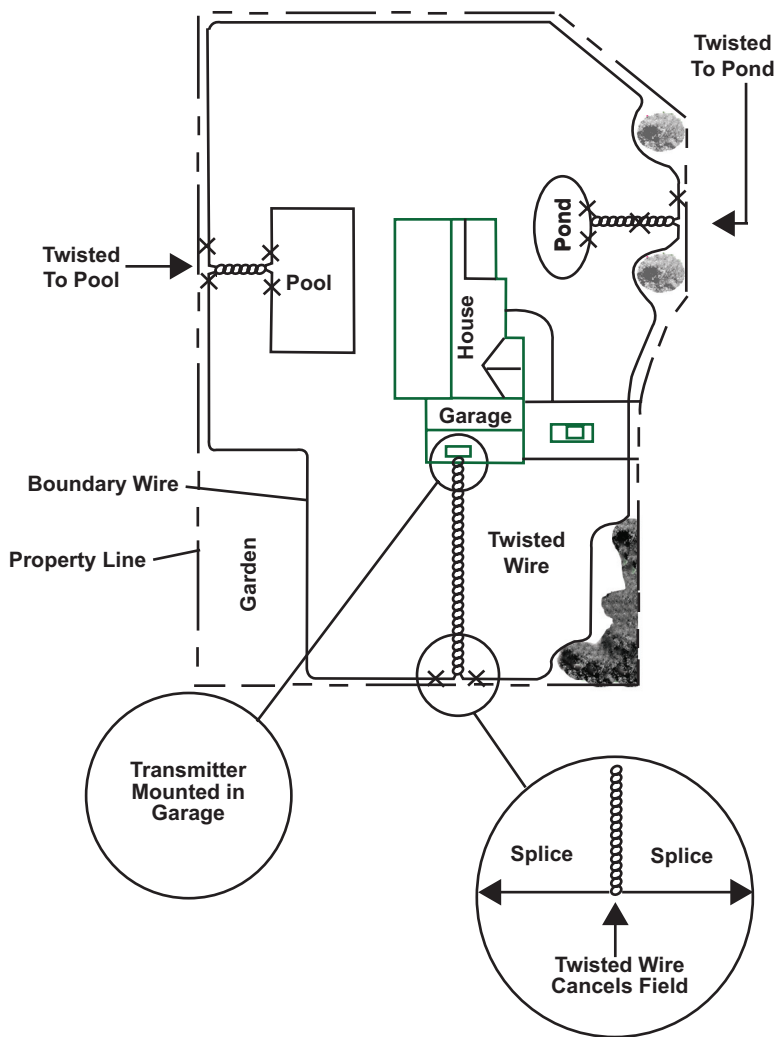 Twisted
To Pond
Pond
Twisted
To Pool
Pool
House
Garage
Boundary Wire
Twisted
Wire
Property Line
Garden
Transmitter
Mounted in
Garage
Splice
Splice
Twisted Wire
Cancels Field